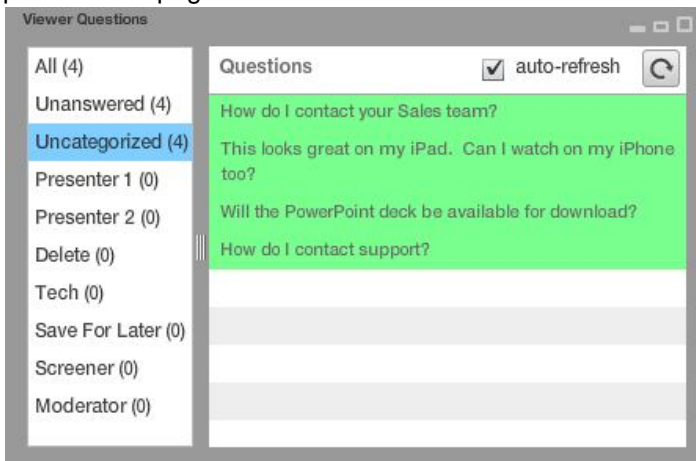 Viewer Questions
All (4)
Unanswered (4)
Uncategorized (4)
Presenter 1 (0)
Presenter 2 (0)
Delete (0)
Tech (0)
Save For Later (0)
Screener (0)
Moderator (0)
Questions
auto-refresh
How do I contact your Sales team?
This looks great on my iPad. Can I watch on my iPhone
too?
Will the PowerPoint deck be available for download?
How do I contact support?